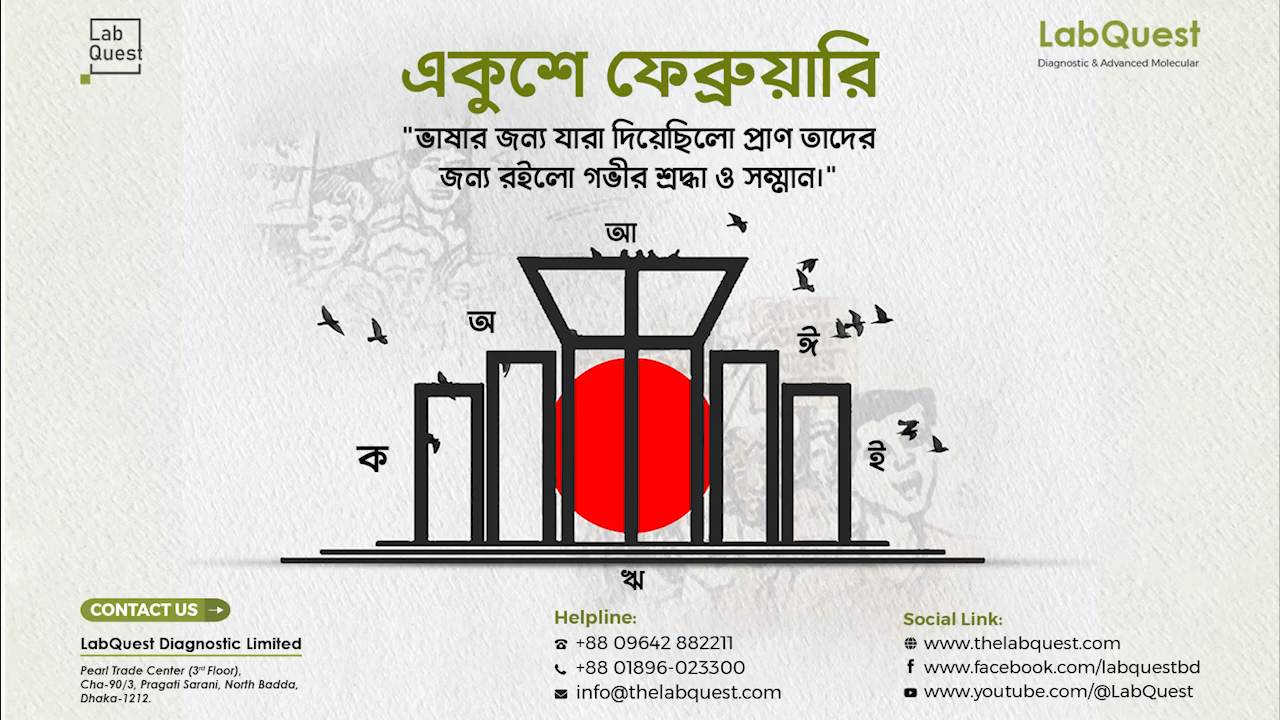 Lab
Quest
LabQuest
Diagnostic & Advanced Molecular
একুশে ফেব্রুয়ারি
"ভাষার জন্য যারা দিয়েছিলো প্রাণ তাদের
জন্য রইলো গভীর শ্রদ্ধা ও সম্মান।"
আ
অ
ঈ
ক
ই
ঋ
CONTACT US
LabQuest Diagnostic Limited
Pearl Trade Center (3rd Floor),
Cha-90/3, Pragati Sarani, North Badda,
Dhaka-1212.
Helpline:
+88 09642 882211
+88 01896-023300
info@thelabquest.com
Social Link:
www.thelabquest.com
www.facebook.com/labquestbd
www.youtube.com/@LabQuest